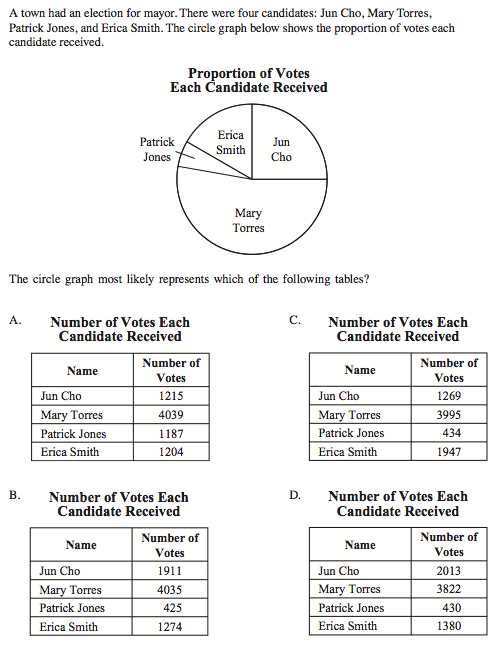 A town had an election for mayor. There were four candidates: Jun Cho, Mary Torres,
Patrick Jones, and Erica Smith. The circle graph below shows the proportion of votes each
candidate received.
Proportion of Votes
Each Candidate Received
Patrick
Jones
Erica
Smith
Jun
Cho
Mary
Torres
The circle graph most likely represents which of the following tables?
A. Number of Votes Each
Candidate Received
Name Number of
Votes
Jun Cho 1215
Mary Torres 4039
Patrick Jones 1187
Erica Smith 1204
C. Number of Votes Each
Candidate Received
Name Number of
Votes
Jun Cho 1269
Mary Torres 3995
Patrick Jones 434
Erica Smith 1947
B. Number of Votes Each
Candidate Received
Name Number of
Votes
Jun Cho 1911
Mary Torres 4035
Patrick Jones 425
Erica Smith 1274
D. Number of Votes Each
Candidate Received
Name Number of
Votes
Jun Cho 2013
Mary Torres 3822
Patrick Jones 430
Erica Smith 1380